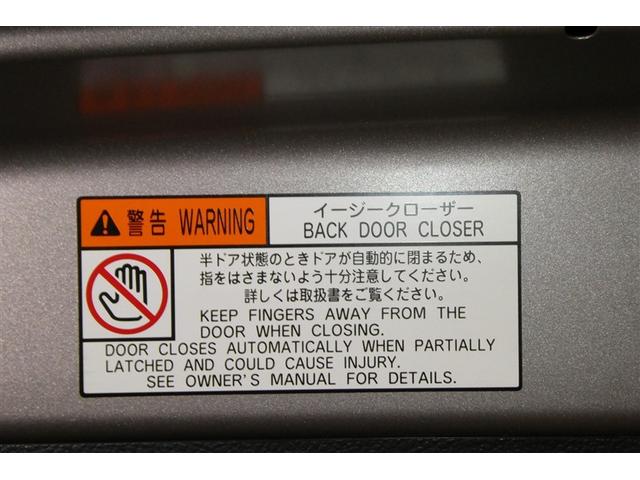 警告 WARNING
イージークローザー
BACK DOOR CLOSER
半ドア状態のときドアが自動的に閉まるため、
指をはさまないよう十分注意してください。
詳しくは取扱書をご覧ください。
KEEP FINGERS AWAY FROM THE
DOOR WHEN CLOSING.
DOOR CLOSES AUTOMATICALLY WHEN PARTIALLY
LATCHED AND COULD CAUSE INJURY.
SEE OWNER'S MANUAL FOR DETAILS.